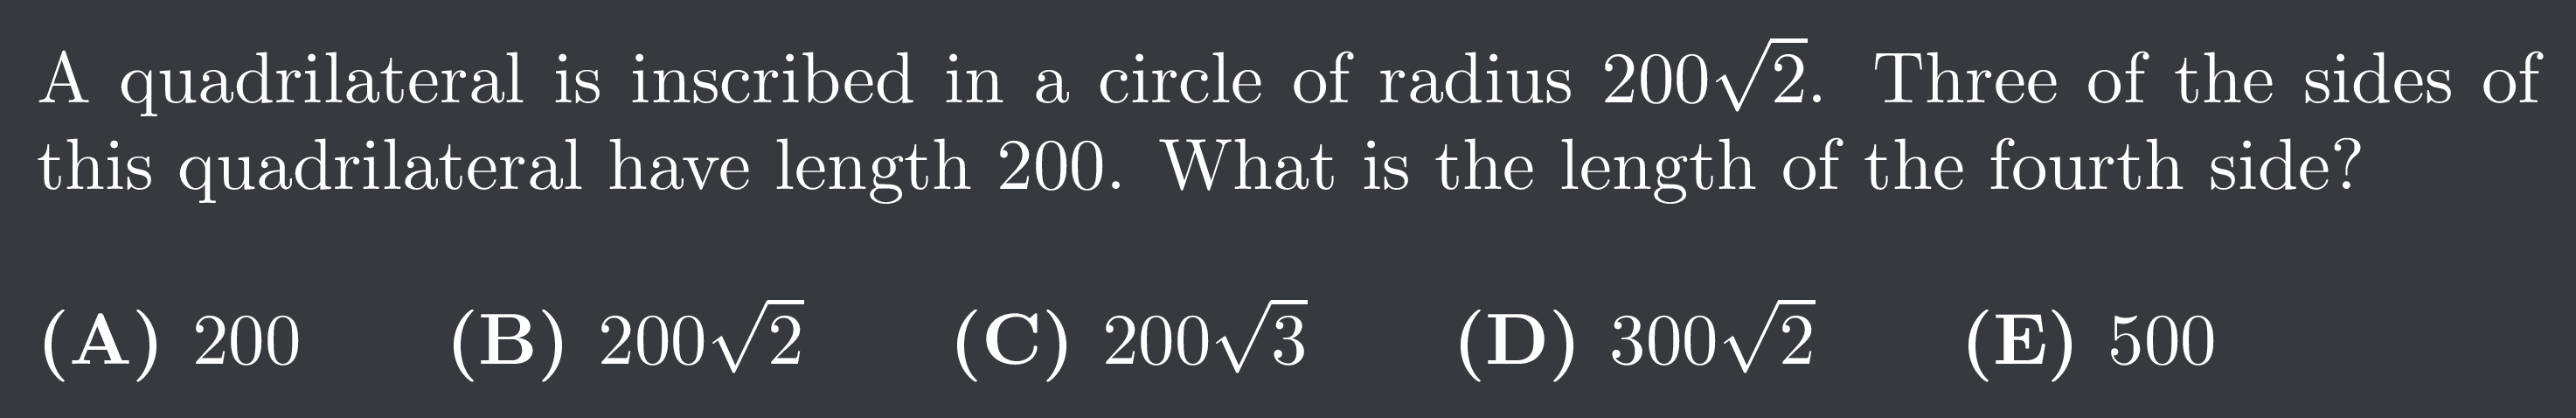 A quadrilateral is inscribed in a circle of radius 200√2. Three of the sides of
this quadrilateral have length 200. What is the length of the fourth side?
(A) 200 (B) 200√2 (C) 200√3 (D) 300√2 (E) 500